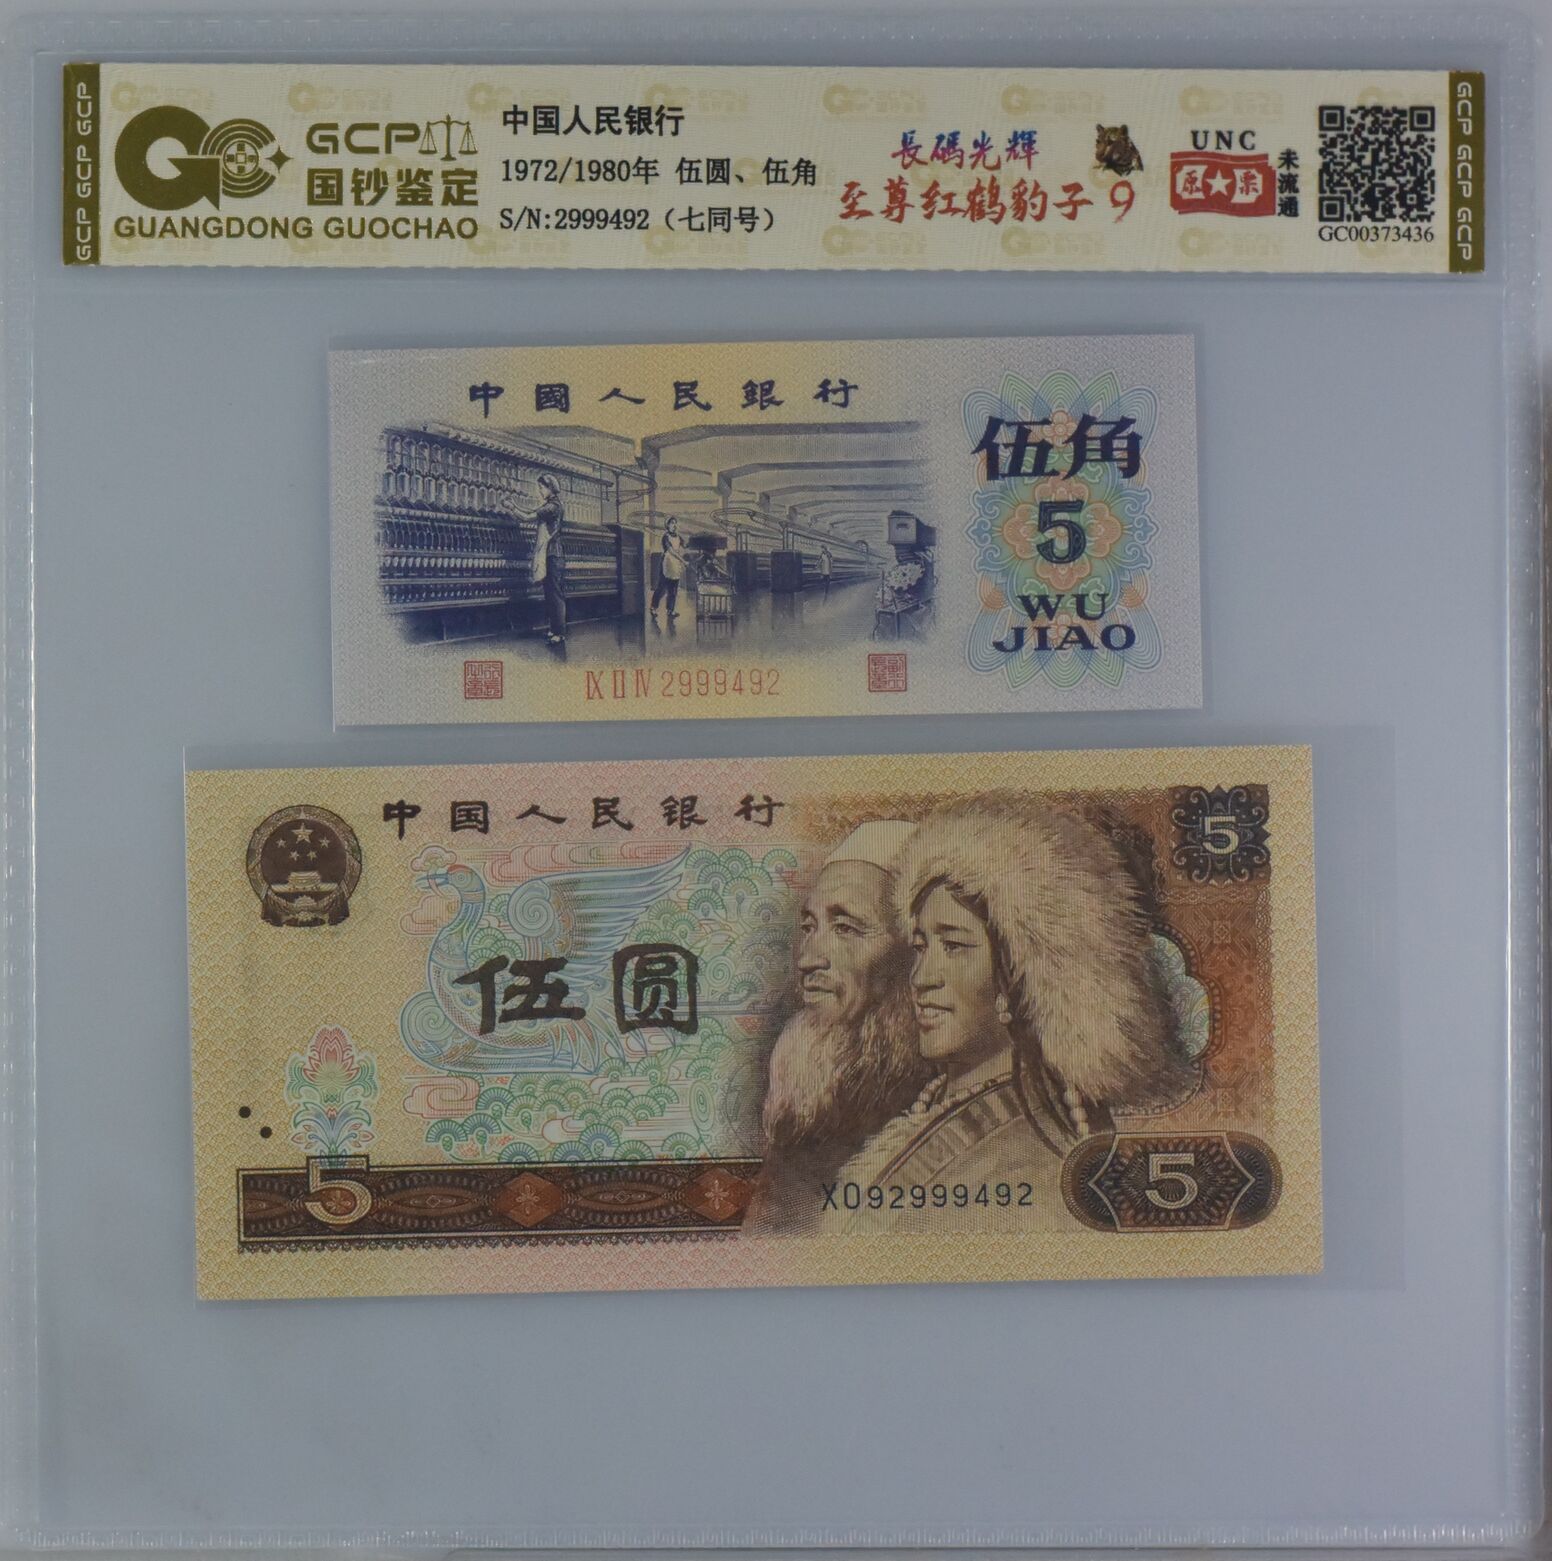 GCP GCP GCP
GCP
国钞鉴定
GUANGDONG GUOCHAO
中国人民银行
1972/1980年 伍圆、伍角
S/N:2999492（七同号）
長碼光輝
至尊红鹤豹子9
UNC
原★票
未流通
GC00373436
GCP GCP GCP
中國人民銀行
伍角
5
WU
JIAO
IX II IV 2999492
中国人民银行
5
伍圆
5
X092999492
5